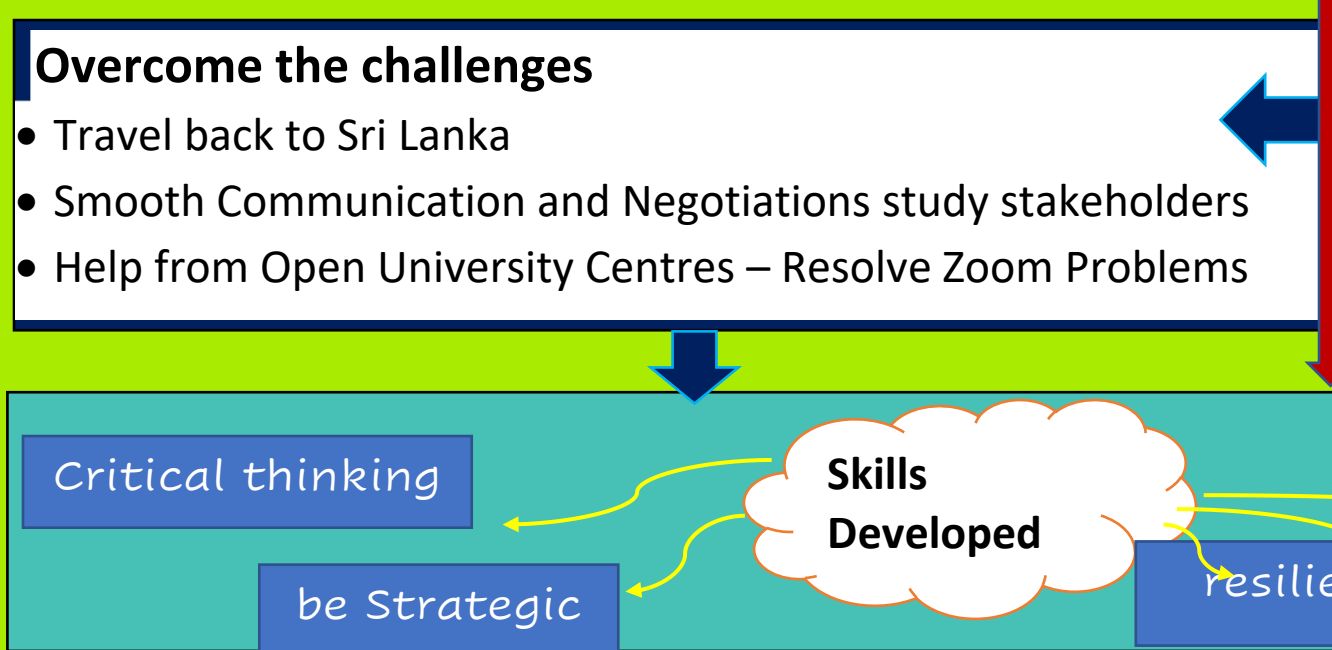 Overcome the challenges
• Travel back to Sri Lanka
• Smooth Communication and Negotiations study stakeholders
• Help from Open University Centres – Resolve Zoom Problems
Critical thinking
Skills
Developed
be Strategic